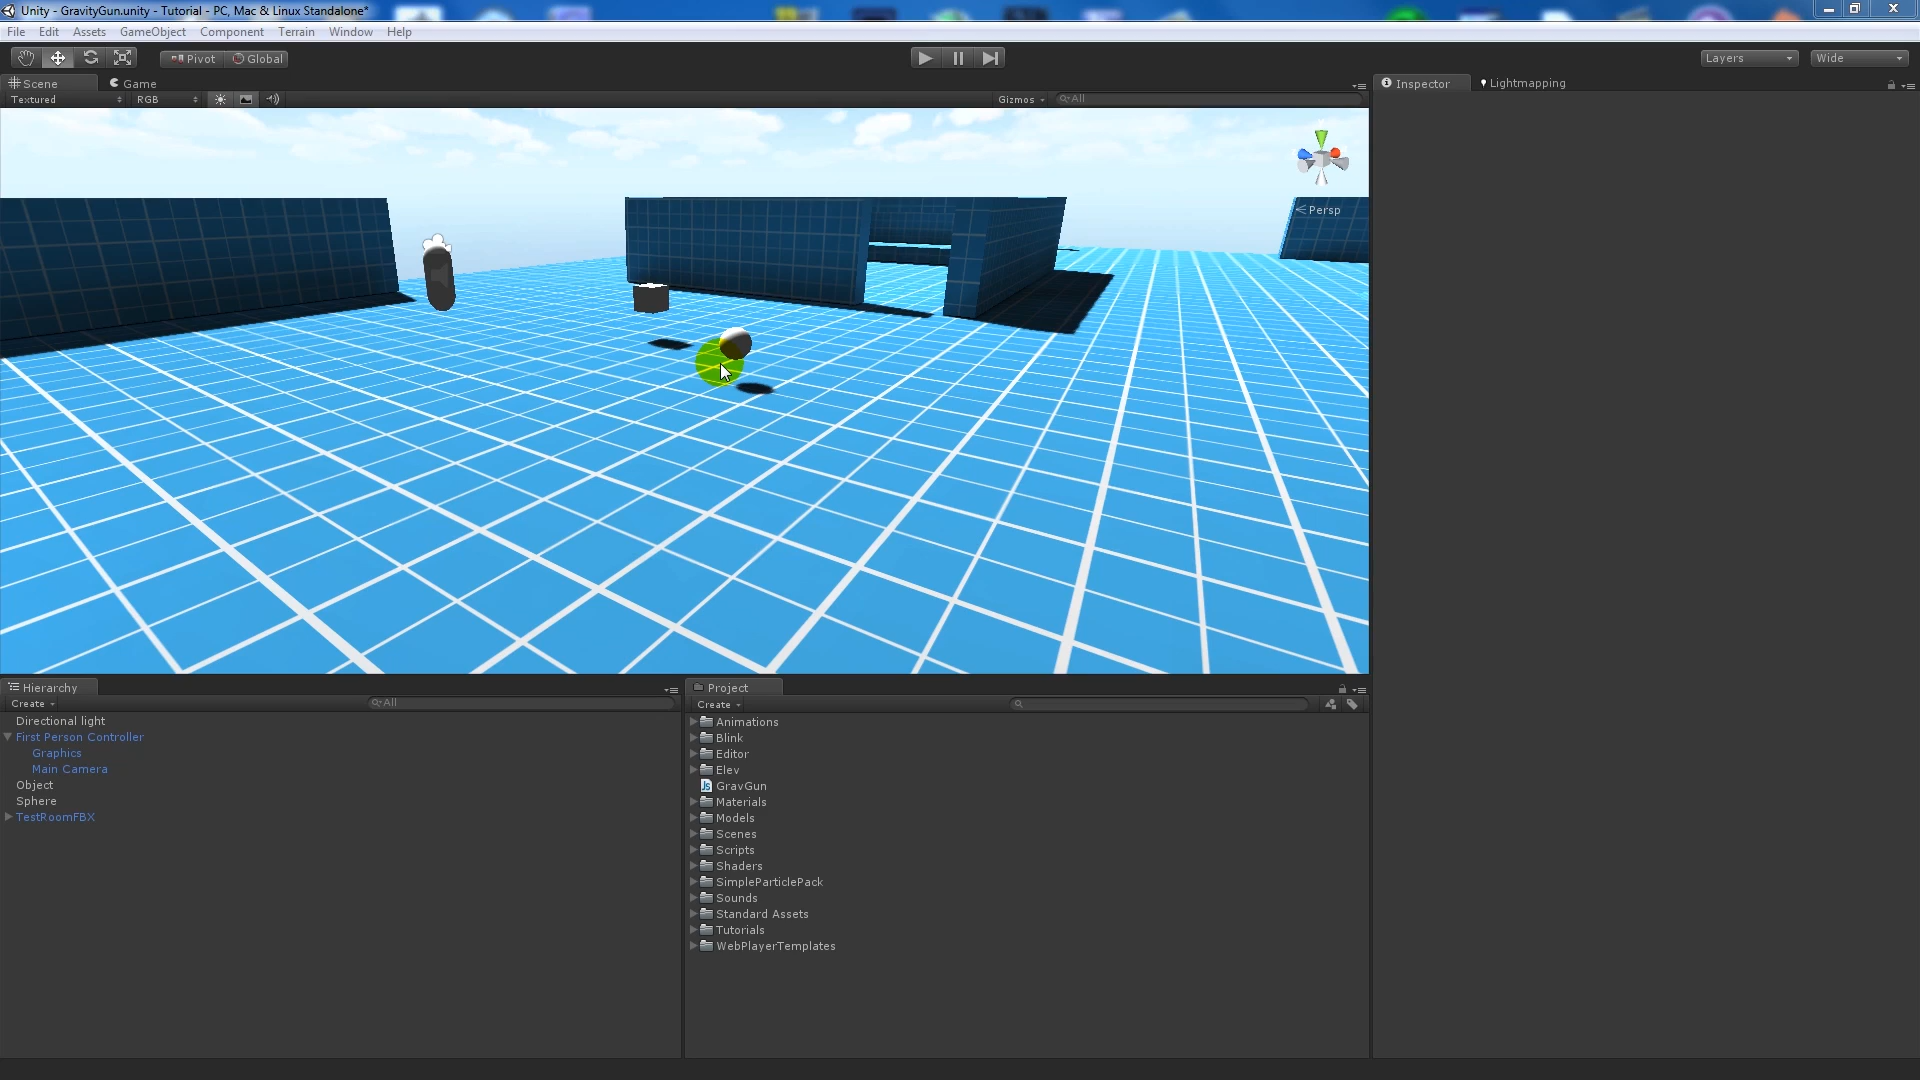 Unity - GravityGun.unity - Tutorial - PC, Mac & Linux Standalone*
File Edit Assets GameObject Component Terrain Window Help
Pivot Global Layers Wide
Scene Game Inspector Lightmapping
Textured RGB Gizmos All
Persp
Hierarchy
Create All
Directional light
First Person Controller
Graphics
Main Camera
Object
Sphere
TestRoomFBX
Project
Create
Animations
Blink
Editor
Elev
Js GravGun
Materials
Models
Scenes
Scripts
Shaders
SimpleParticlePack
Sounds
Standard Assets
Tutorials
WebPlayerTemplates